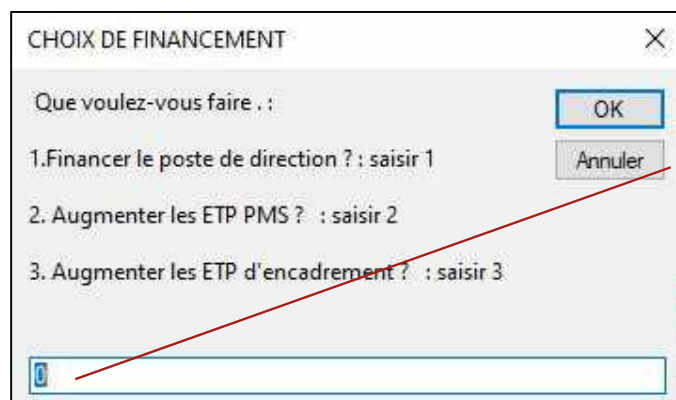 CHOIX DE FINANCEMENT
Que voulez-vous faire . :
OK
1.Financer le poste de direction ? : saisir 1
Annuler
2. Augmenter les ETP PMS ? : saisir 2
3. Augmenter les ETP d'encadrement ? : saisir 3
0